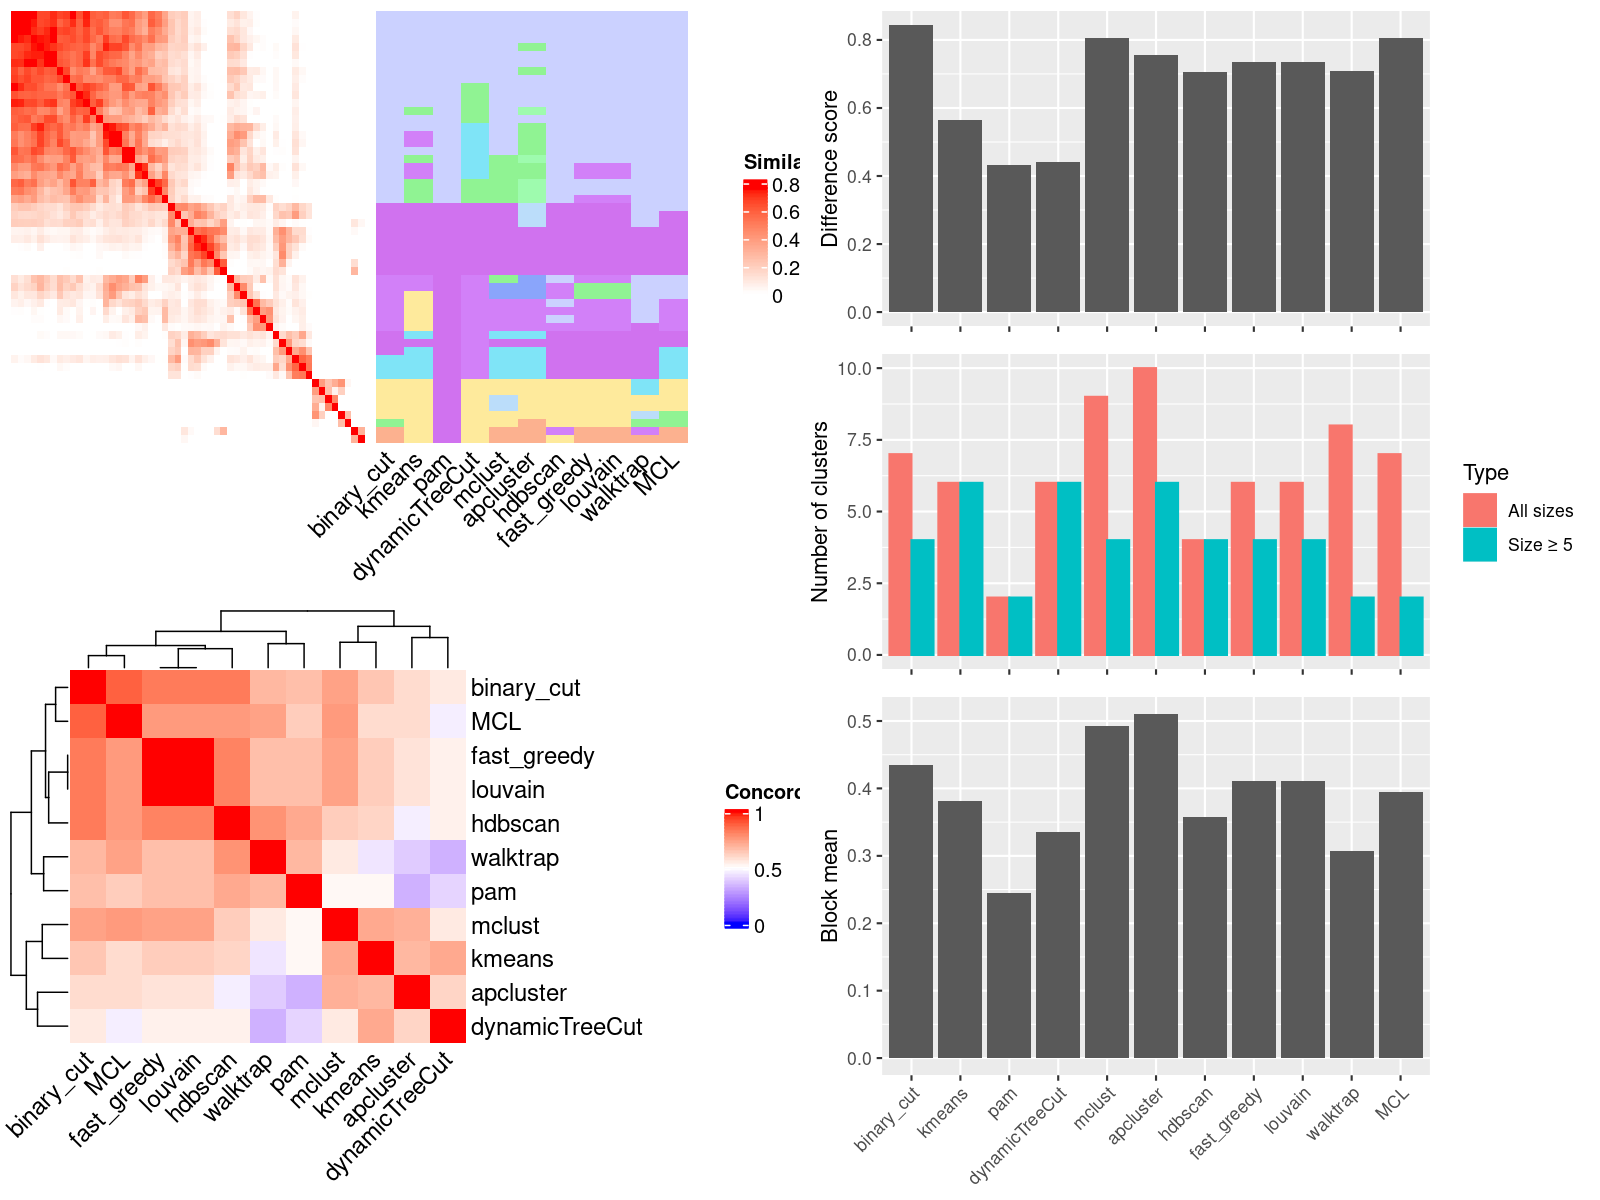 Simila
0.8
0.6
0.4
0.2
0
binary_cut
kmeans
pam
dynamicTreeCut
mclust
apcluster
hdbscan
fast_greedy
louvain
walktrap
MCL
binary_cut
MCL
fast_greedy
louvain
hdbscan
walktrap
pam
mclust
kmeans
apcluster
dynamicTreeCut
binary_cut
MCL
fast_greedy
louvain
hdbscan
walktrap
pam
mclust
kmeans
apcluster
dynamicTreeCut
Concord
1
0.5
0
Difference score
0.8
0.6
0.4
0.2
0.0
Number of clusters
10.0
7.5
5.0
2.5
0.0
Type
All sizes
Size ≥ 5
Block mean
0.5
0.4
0.3
0.2
0.1
0.0
binary_cut
kmeans
pam
dynamicTreeCut
mclust
apcluster
hdbscan
fast_greedy
louvain
walktrap
MCL